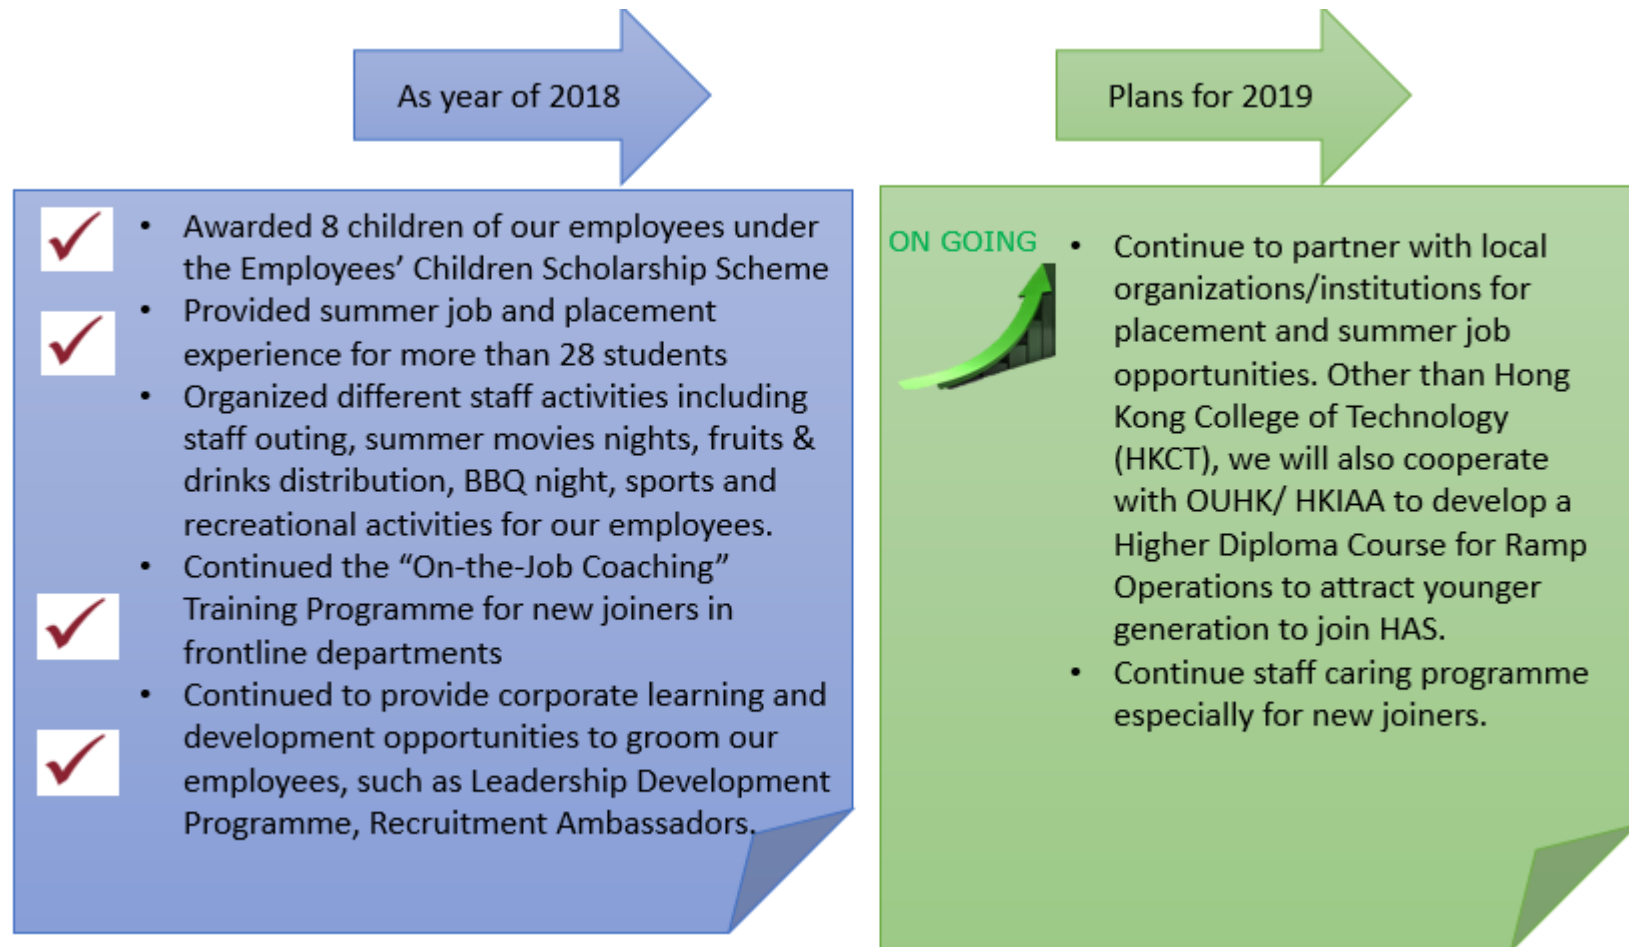 As year of 2018
• Awarded 8 children of our employees under
the Employees’ Children Scholarship Scheme
• Provided summer job and placement
experience for more than 28 students
• Organized different staff activities including
staff outing, summer movies nights, fruits &
drinks distribution, BBQ night, sports and
recreational activities for our employees.
• Continued the “On-the-Job Coaching”
Training Programme for new joiners in
frontline departments
• Continued to provide corporate learning and
development opportunities to groom our
employees, such as Leadership Development
Programme, Recruitment Ambassadors.
Plans for 2019
ON GOING
• Continue to partner with local
organizations/institutions for
placement and summer job
opportunities. Other than Hong
Kong College of Technology
(HKCT), we will also cooperate
with OUHK/ HKIAA to develop a
Higher Diploma Course for Ramp
Operations to attract younger
generation to join HAS.
• Continue staff caring programme
especially for new joiners.